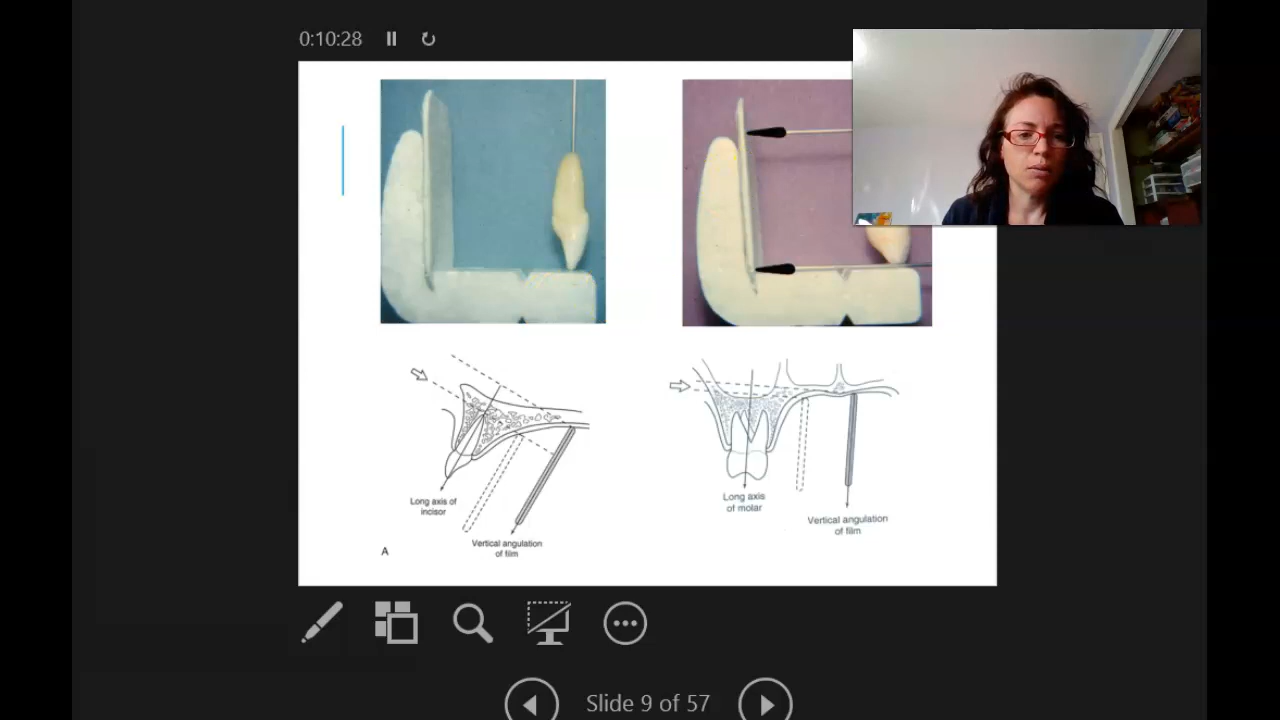 0:10:28
Long axis of
incisor
Vertical angulation
of film
A
Long axis
of molar
Vertical angulation
of film
Slide 9 of 57